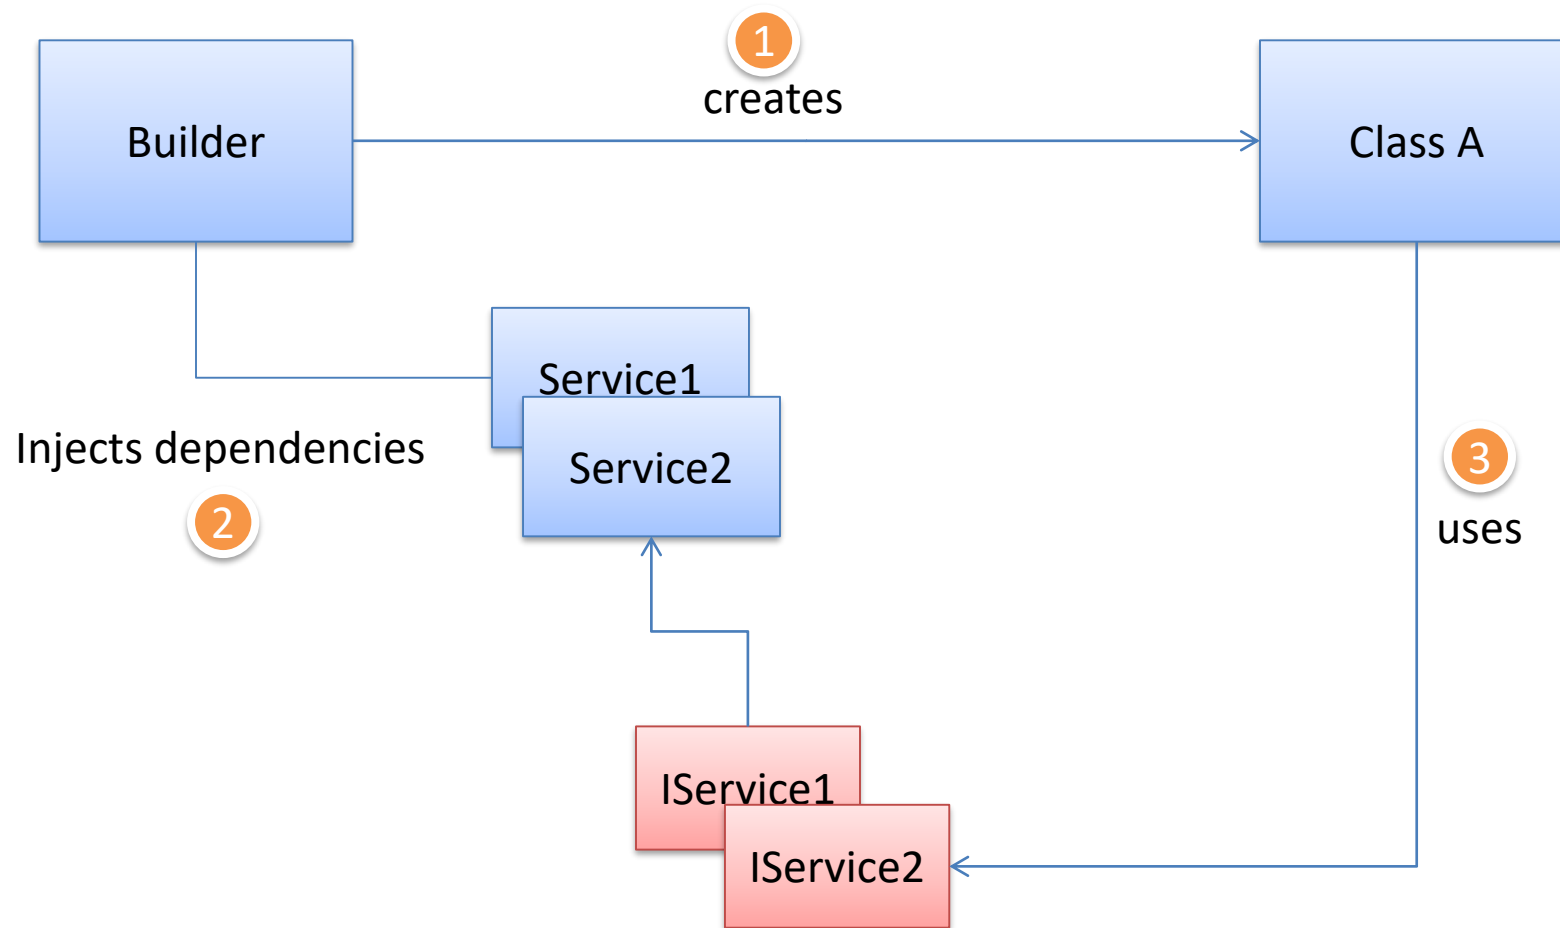 1
creates
Builder
Class A
Service1
Service2
Injects dependencies
2
3
uses
IService1
IService2